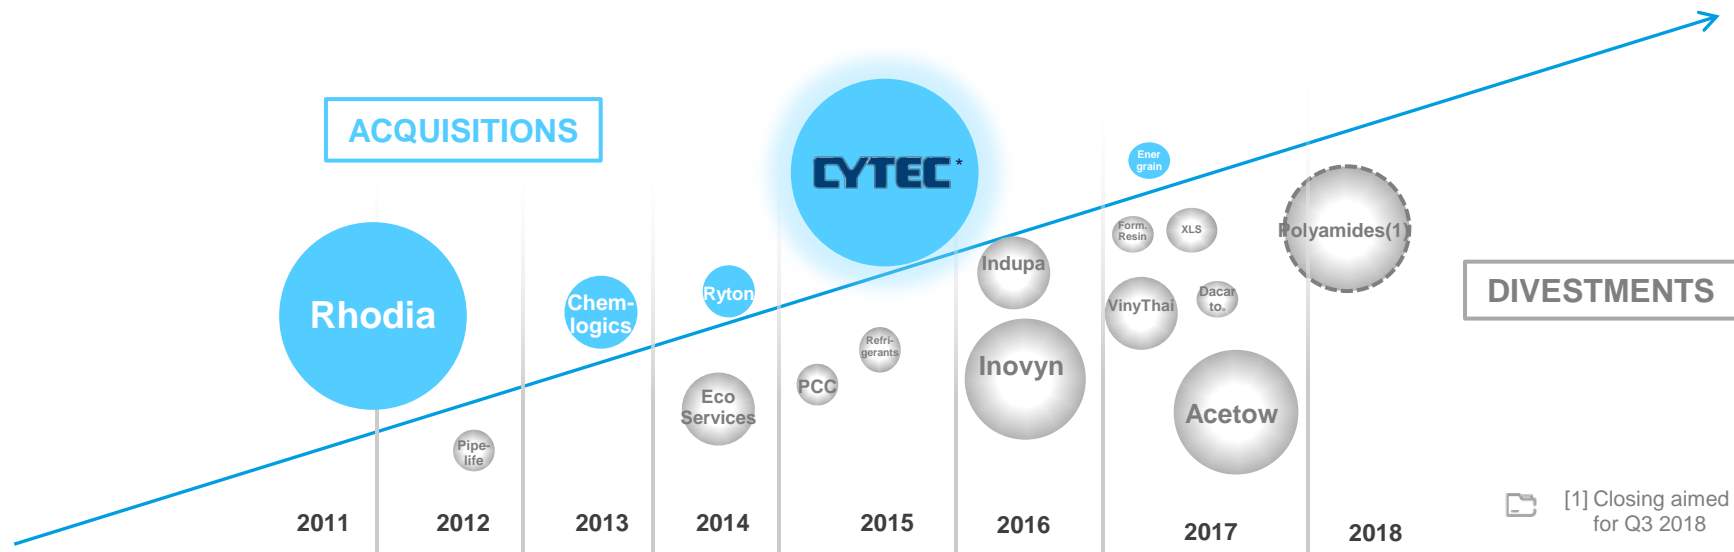 ACQUISITIONS
CYTEC*
Ener
grain
Form.
Resin
XLS
Polyamides(1)
Rhodia
Chem-
logics
Ryton
Indupa
VinyThai
Dacar
to.
DIVESTMENTS
Refri-
gerants
PCC
Inovyn
Eco
Services
Acetow
Pipe-
life
2011
2012
2013
2014
2015
2016
2017
2018
[1] Closing aimed
for Q3 2018